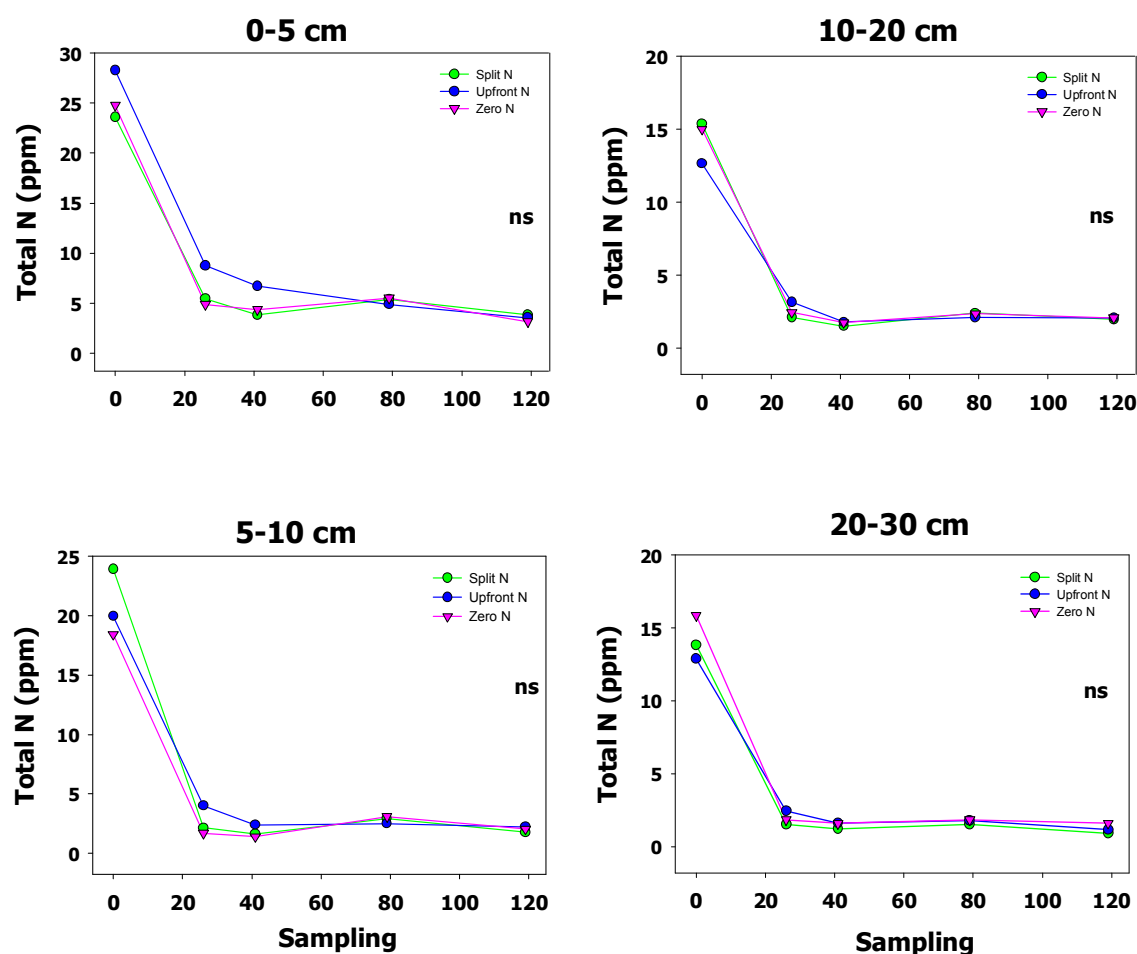 0-5 cm
30
25
20
15
10
5
0
Total N (ppm)
Split N
Upfront N
Zero N
ns
0 20 40 60 80 100 120
10-20 cm
20
15
10
5
0
Total N (ppm)
Split N
Upfront N
Zero N
ns
0 20 40 60 80 100 120
5-10 cm
25
20
15
10
5
0
Total N (ppm)
Split N
Upfront N
Zero N
ns
0 20 40 60 80 100 120
Sampling
20-30 cm
20
15
10
5
0
Total N (ppm)
Split N
Upfront N
Zero N
ns
0 20 40 60 80 100 120
Sampling